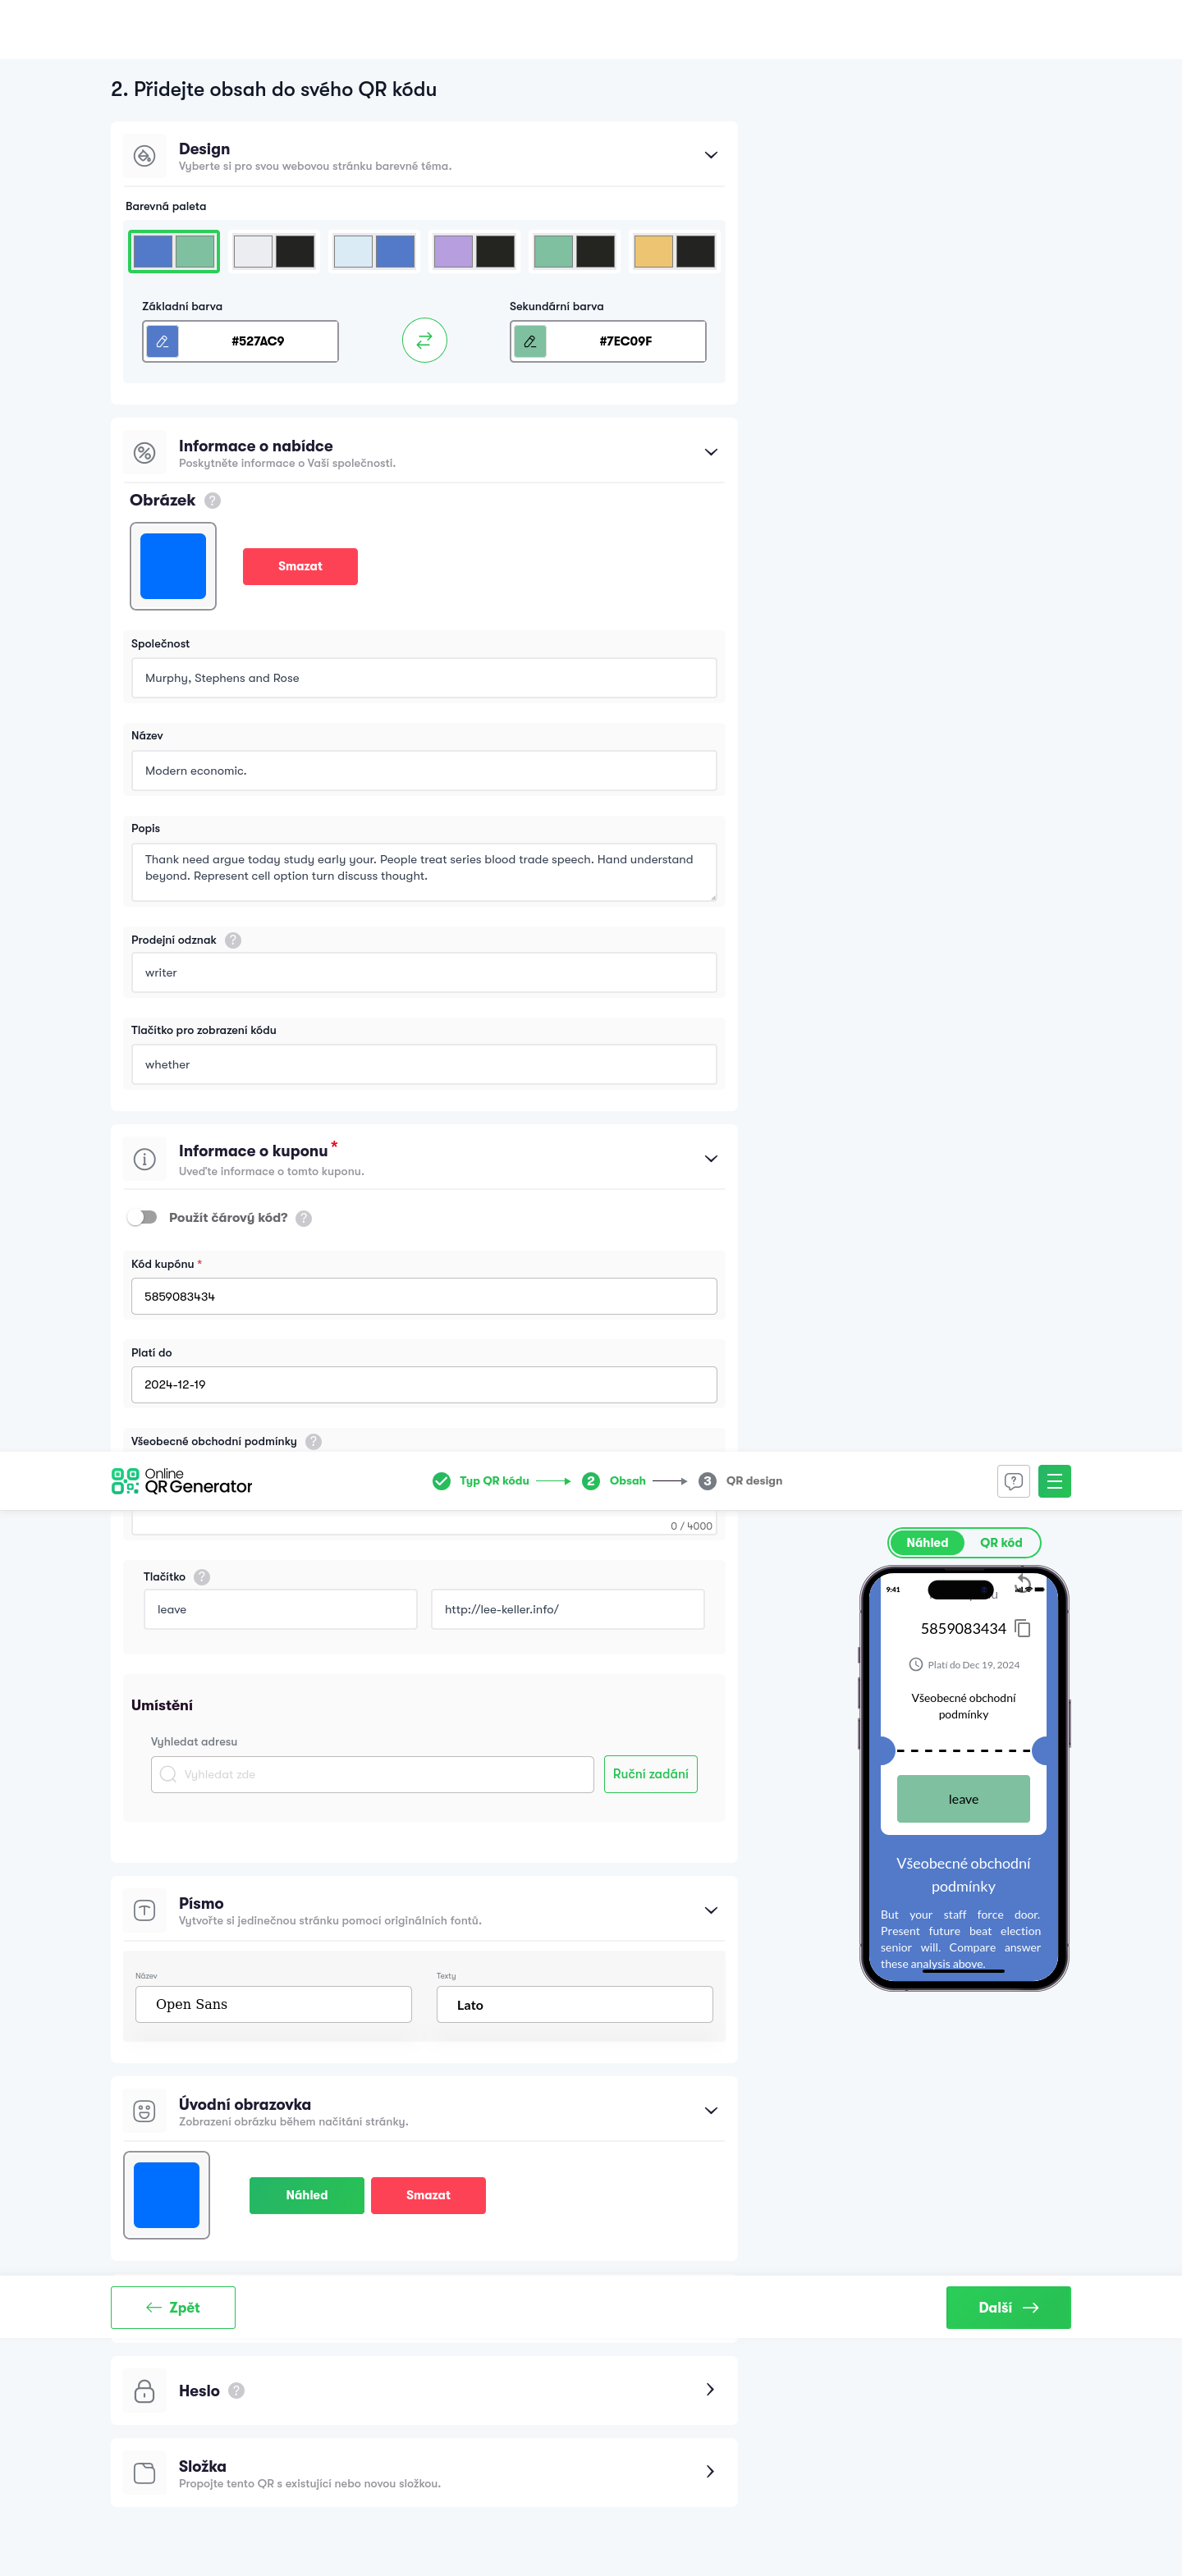 2. Přidejte obsah do svého QR kódu
Design
Vyberte si pro svou webovou stránku barevné téma.
Barevná paleta
Základní barva
Sekundární barva
#527AC9
#7EC09F
Informace o nabídce
Poskytněte informace o Vaší společnosti.
Obrázek ?
Smazat
Společnost
Murphy, Stephens and Rose
Název
Modern economic.
Popis
Thank need argue today study early your. People treat series blood trade speech. Hand understand
beyond. Represent cell option turn discuss thought.
Prodejní odznak ?
writer
Tlačítko pro zobrazení kódu
whether
Informace o kuponu *
Uveďte informace o tomto kuponu.
Použít čárový kód? ?
Kód kupónu *
5859083434
Platí do
2024-12-19
Všeobecné obchodní podmínky ?
Online
QR Generator
Typ QR kódu
2 Obsah
3 QR design
0 / 4000
Náhled
QR kód
Tlačítko ?
leave
http://lee-keller.info/
9:41
5859083434
Platí do Dec 19, 2024
Všeobecné obchodní
podmínky
leave
Všeobecné obchodní
podmínky
But your staff force door.
Present future beat election
senior will. Compare answer
these analysis above.
Umístění
Vyhledat adresu
Vyhledat zde
Ruční zadání
Písmo
Vytvořte si jedinečnou stránku pomocí originálních fontů.
Název
Texty
Open Sans
Lato
Úvodní obrazovka
Zobrazení obrázku během načítání stránky.
Náhled
Smazat
Zpět
Další
Heslo ?
Složka
Propojte tento QR s existující nebo novou složkou.